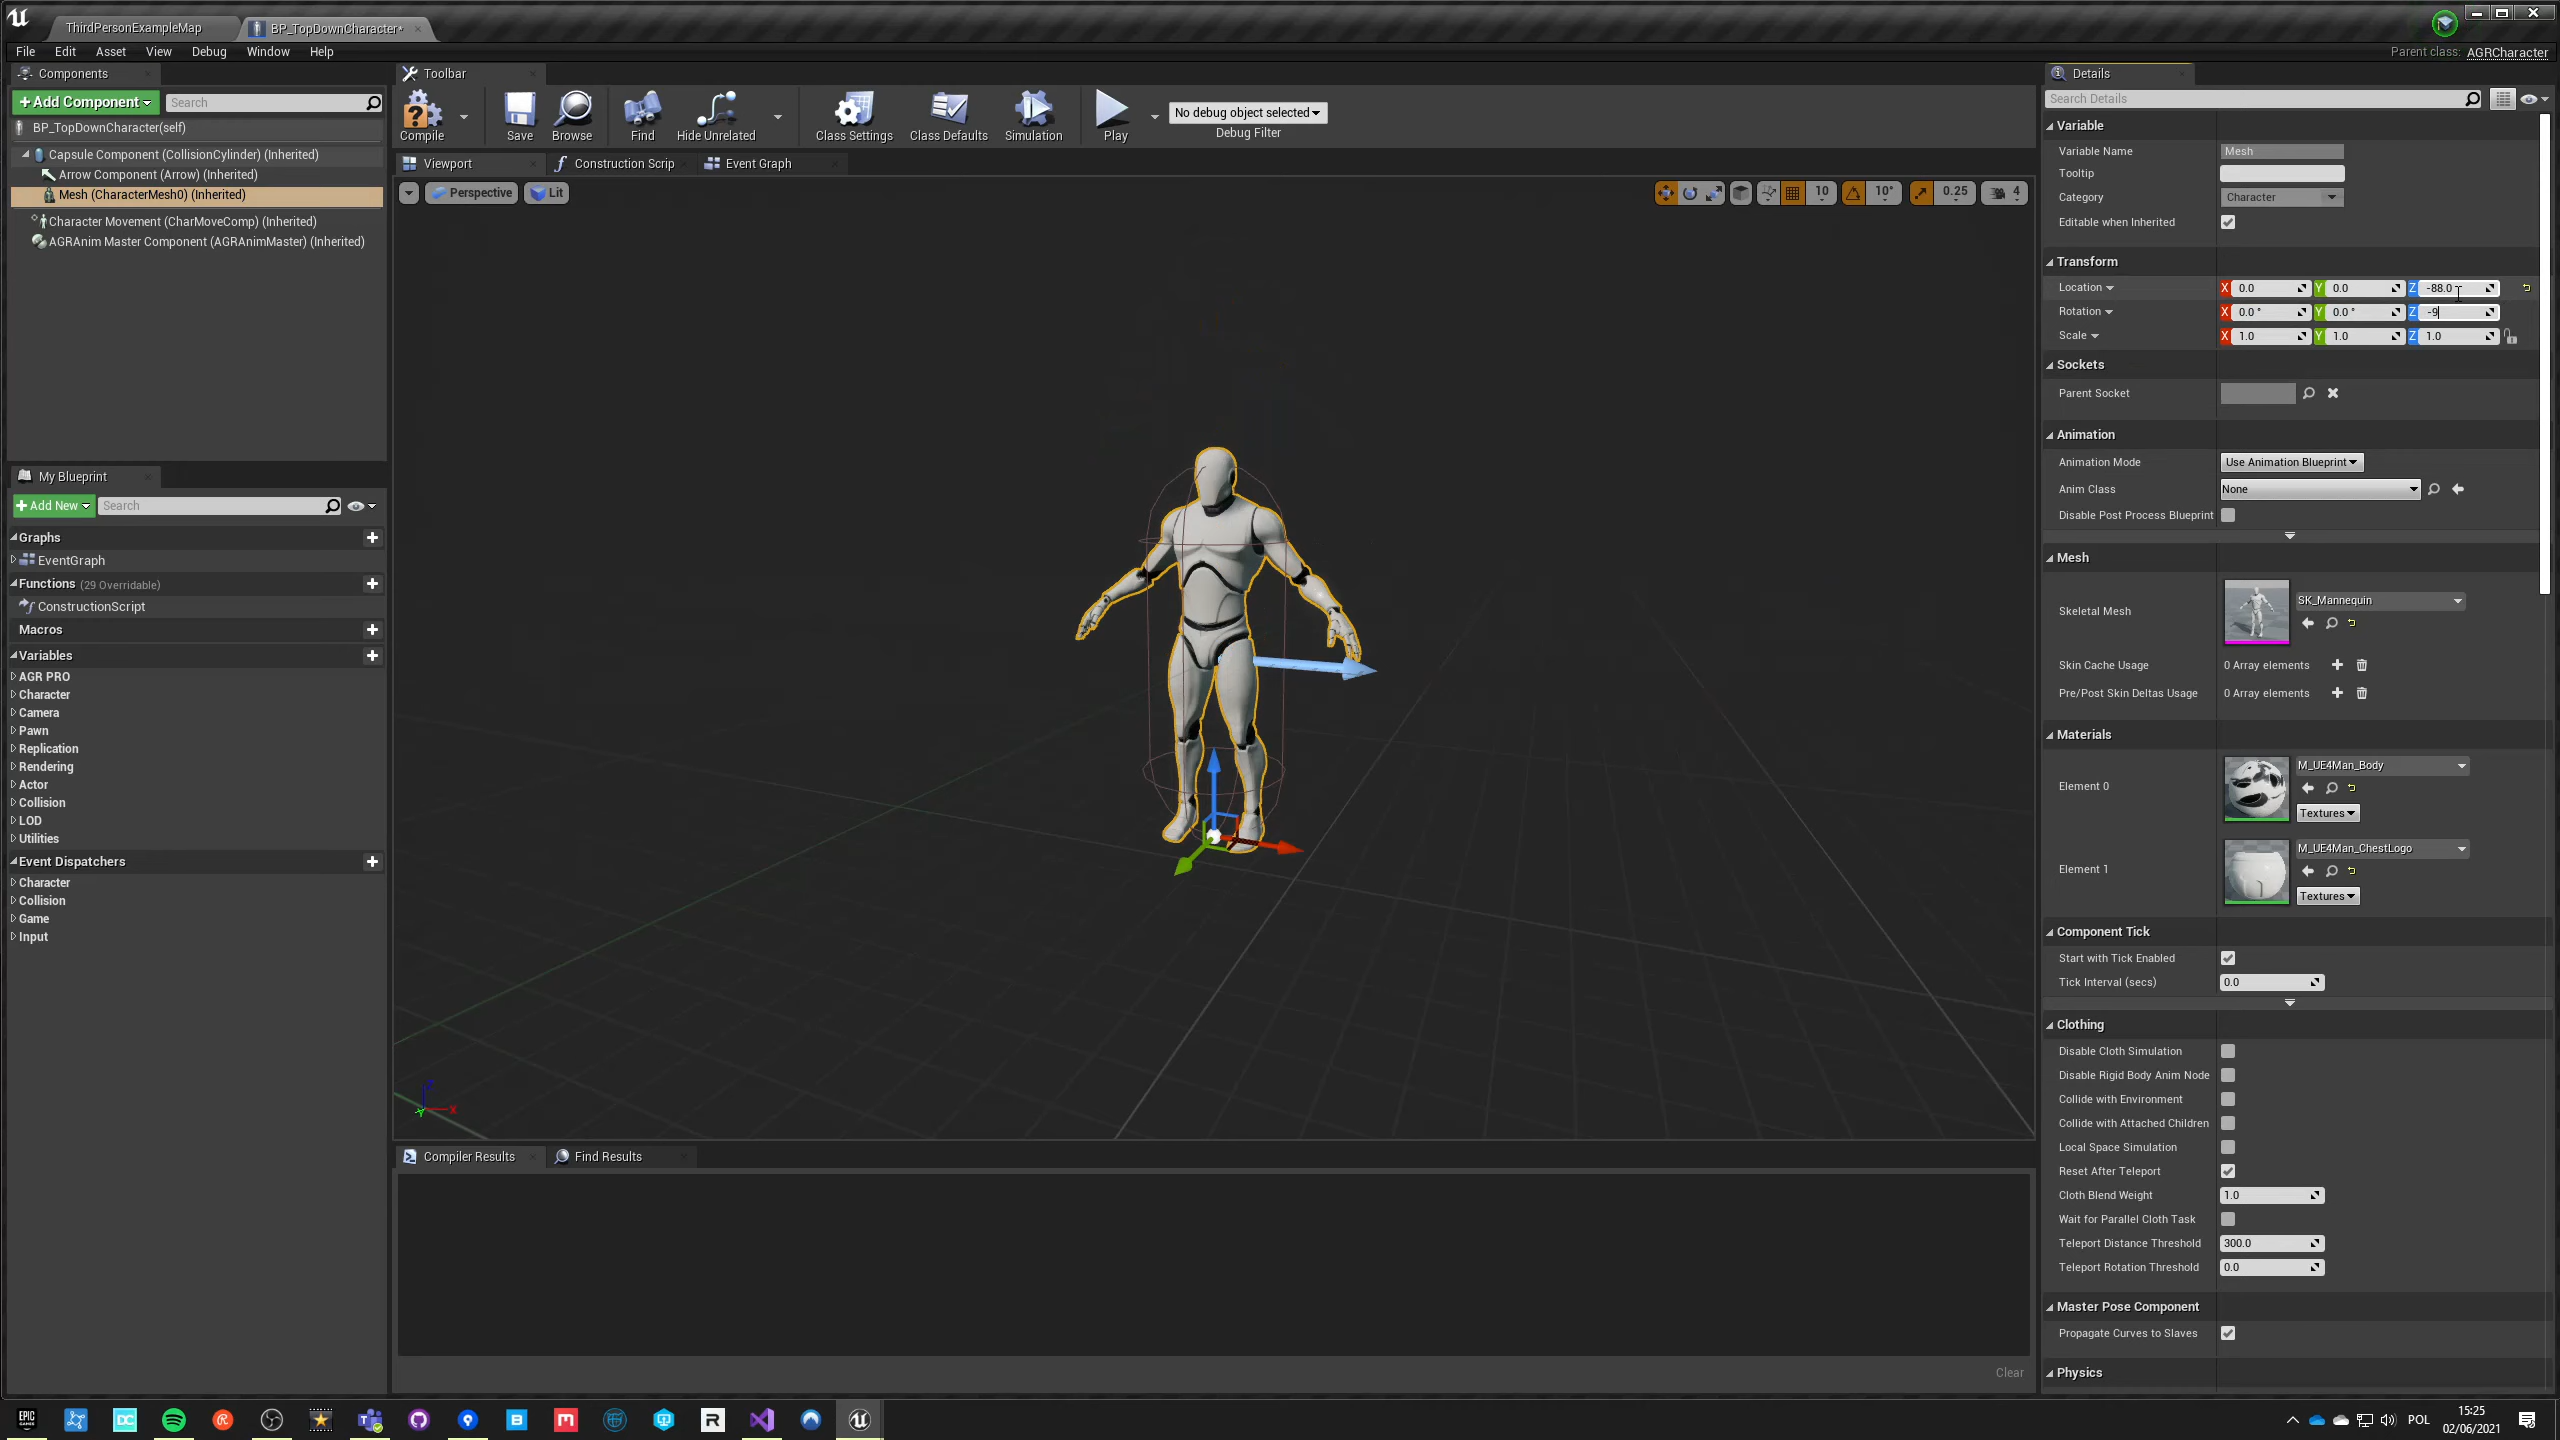 ThirdPersonExampleMap
BP_TopDownCharacter*
File Edit Asset View Debug Window Help
Parent class: AGRCharacter
Components
+Add Component
Search
BP_TopDownCharacter(self)
Capsule Component (CollisionCylinder) (Inherited)
Arrow Component (Arrow) (Inherited)
Mesh (CharacterMesh0) (Inherited)
Character Movement (CharMoveComp) (Inherited)
AGRAnim Master Component (AGRAnimMaster) (Inherited)
My Blueprint
+Add New
Search
Graphs
EventGraph
Functions (29 Overridable)
ConstructionScript
Macros
Variables
AGR PRO
Character
Camera
Pawn
Replication
Rendering
Actor
Collision
LOD
Utilities
Event Dispatchers
Character
Collision
Game
Input
Toolbar
Compile
Save
Browse
Find
Hide Unrelated
Class Settings
Class Defaults
Simulation
Play
No debug object selected
Debug Filter
Viewport
Construction Scrip
Event Graph
Perspective
Lit
10
10°
0.25
4
Z
X
Y
Compiler Results
Find Results
Clear
Details
Search Details
Variable
Variable Name Mesh
Tooltip
Category Character
Editable when Inherited
Transform
Location X 0.0 Y 0.0 Z -88.0
Rotation X 0.0 ° Y 0.0 ° Z -9
Scale X 1.0 Y 1.0 Z 1.0
Sockets
Parent Socket
Animation
Animation Mode Use Animation Blueprint
Anim Class None
Disable Post Process Blueprint
Mesh
Skeletal Mesh SK_Mannequin
Skin Cache Usage 0 Array elements
Pre/Post Skin Deltas Usage 0 Array elements
Materials
Element 0 M_UE4Man_Body
Textures
Element 1 M_UE4Man_ChestLogo
Textures
Component Tick
Start with Tick Enabled
Tick Interval (secs) 0.0
Clothing
Disable Cloth Simulation
Disable Rigid Body Anim Node
Collide with Environment
Collide with Attached Children
Local Space Simulation
Reset After Teleport
Cloth Blend Weight 1.0
Wait for Parallel Cloth Task
Teleport Distance Threshold 300.0
Teleport Rotation Threshold 0.0
Master Pose Component
Propagate Curves to Slaves
Physics
EPIC GAMES
DC
B
M
R
POL
15:25
02/06/2021